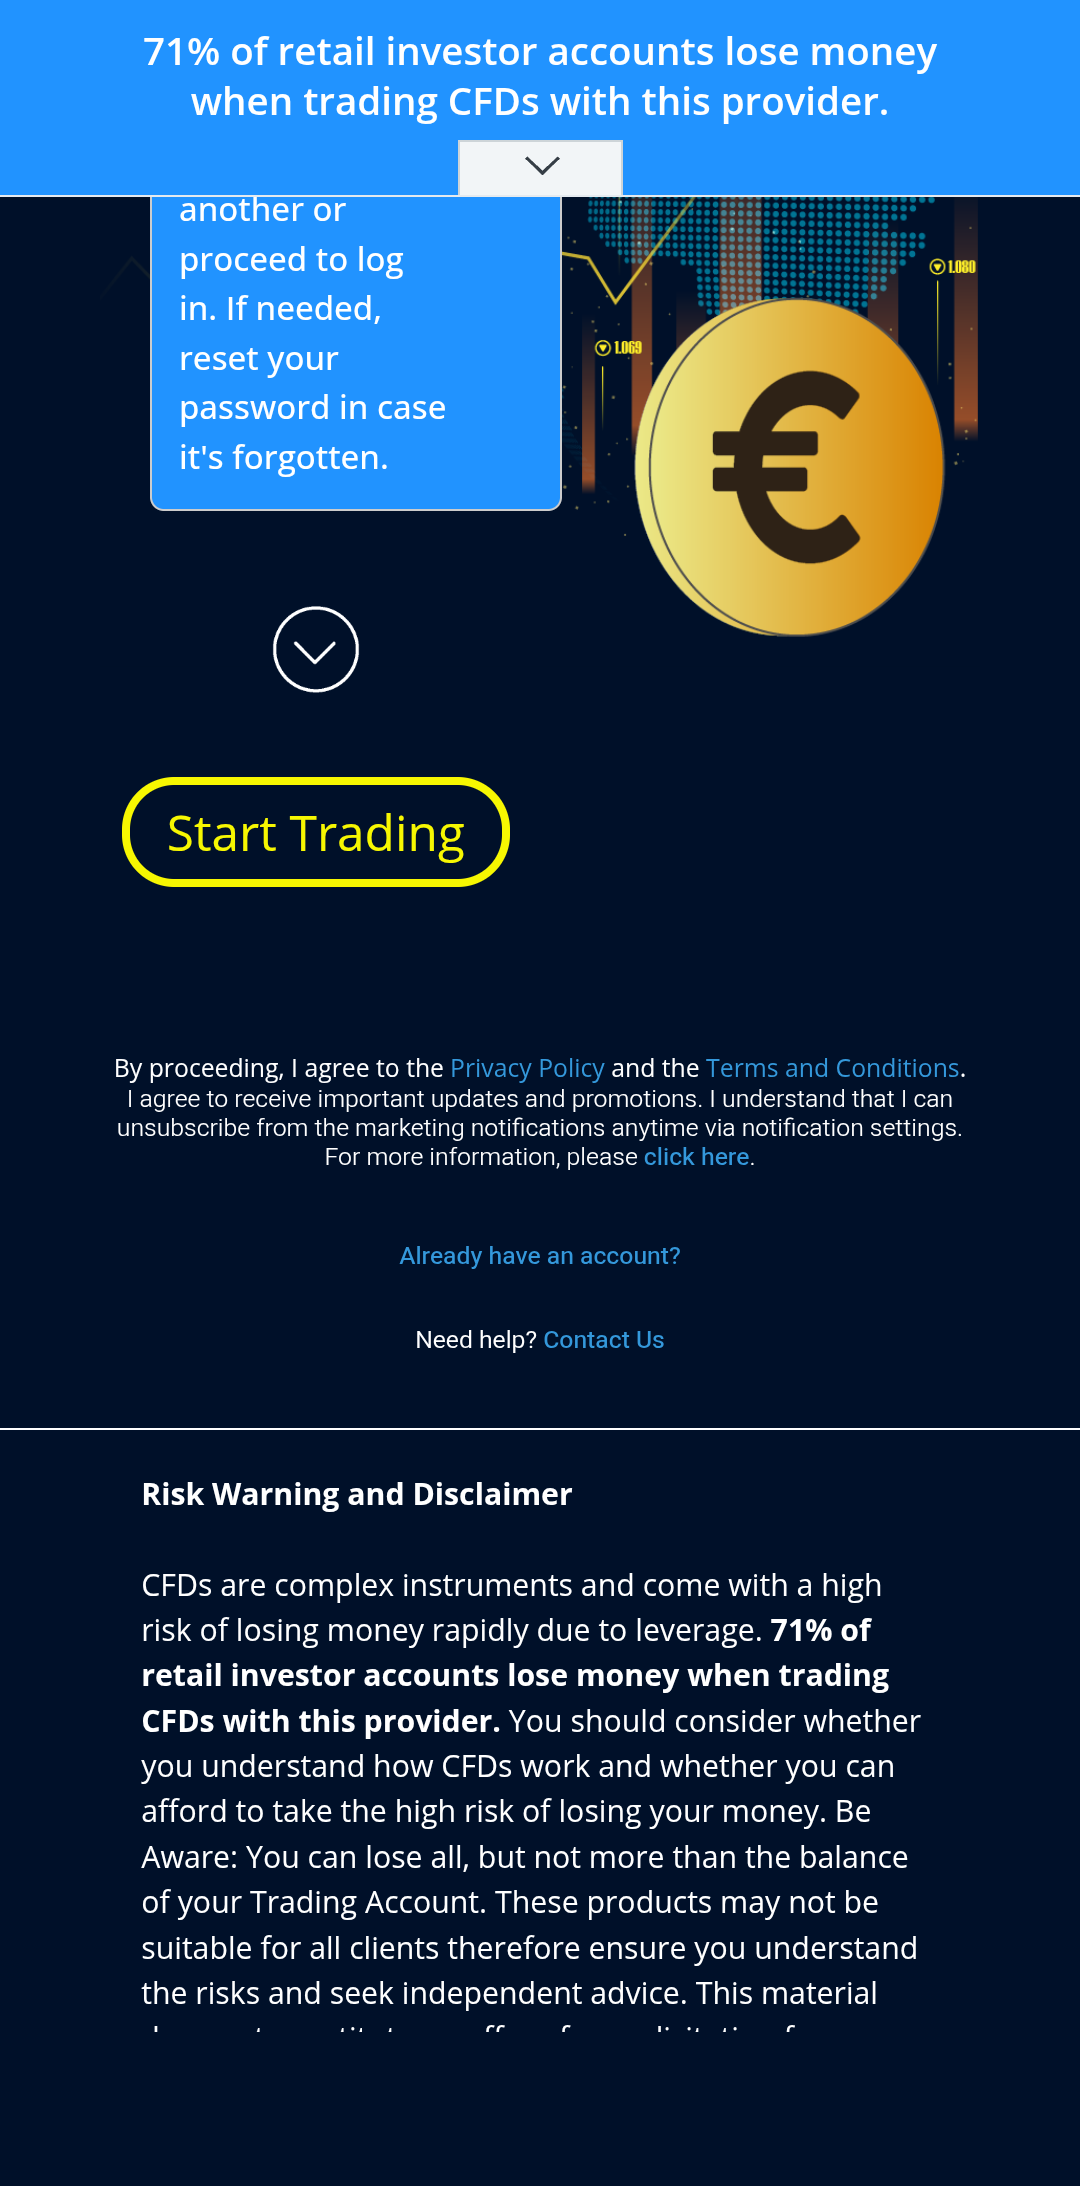 71% of retail investor accounts lose money
when trading CFDs with this provider.
another or
proceed to log
in. If needed,
reset your
password in case
it's forgotten.
1.080
1.069
€
Start Trading
By proceeding, I agree to the Privacy Policy and the Terms and Conditions.
I agree to receive important updates and promotions. I understand that I can
unsubscribe from the marketing notifications anytime via notification settings.
For more information, please click here.
Already have an account?
Need help? Contact Us
Risk Warning and Disclaimer
CFDs are complex instruments and come with a high
risk of losing money rapidly due to leverage. 71% of
retail investor accounts lose money when trading
CFDs with this provider. You should consider whether
you understand how CFDs work and whether you can
afford to take the high risk of losing your money. Be
Aware: You can lose all, but not more than the balance
of your Trading Account. These products may not be
suitable for all clients therefore ensure you understand
the risks and seek independent advice. This material